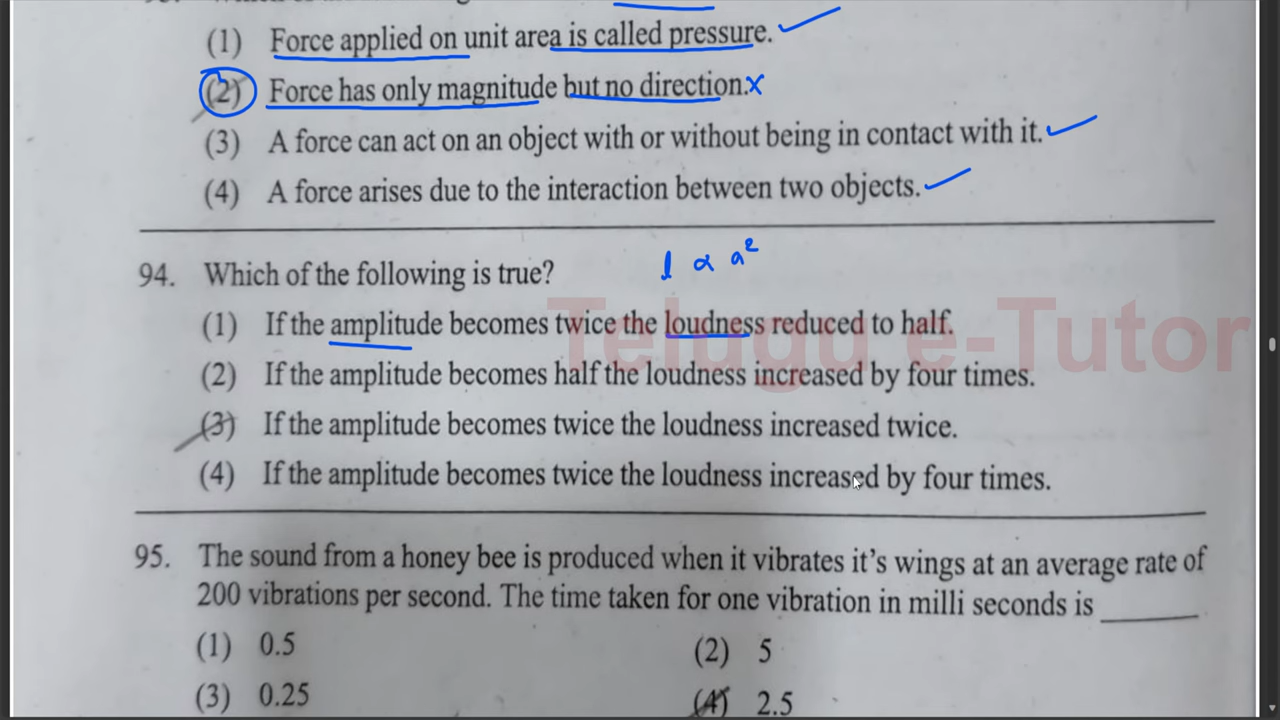 (1) Force applied on unit area is called pressure.
(2) Force has only magnitude but no direction. x
(3) A force can act on an object with or without being in contact with it.
(4) A force arises due to the interaction between two objects.
l ∝ a²
94. Which of the following is true?
(1) If the amplitude becomes twice the loudness reduced to half.
Telugu e-Tutor
(2) If the amplitude becomes half the loudness increased by four times.
(3) If the amplitude becomes twice the loudness increased twice.
(4) If the amplitude becomes twice the loudness increased by four times.
95. The sound from a honey bee is produced when it vibrates it's wings at an average rate of
200 vibrations per second. The time taken for one vibration in milli seconds is ________
(1) 0.5 (2) 5
(3) 0.25 (4) 2.5